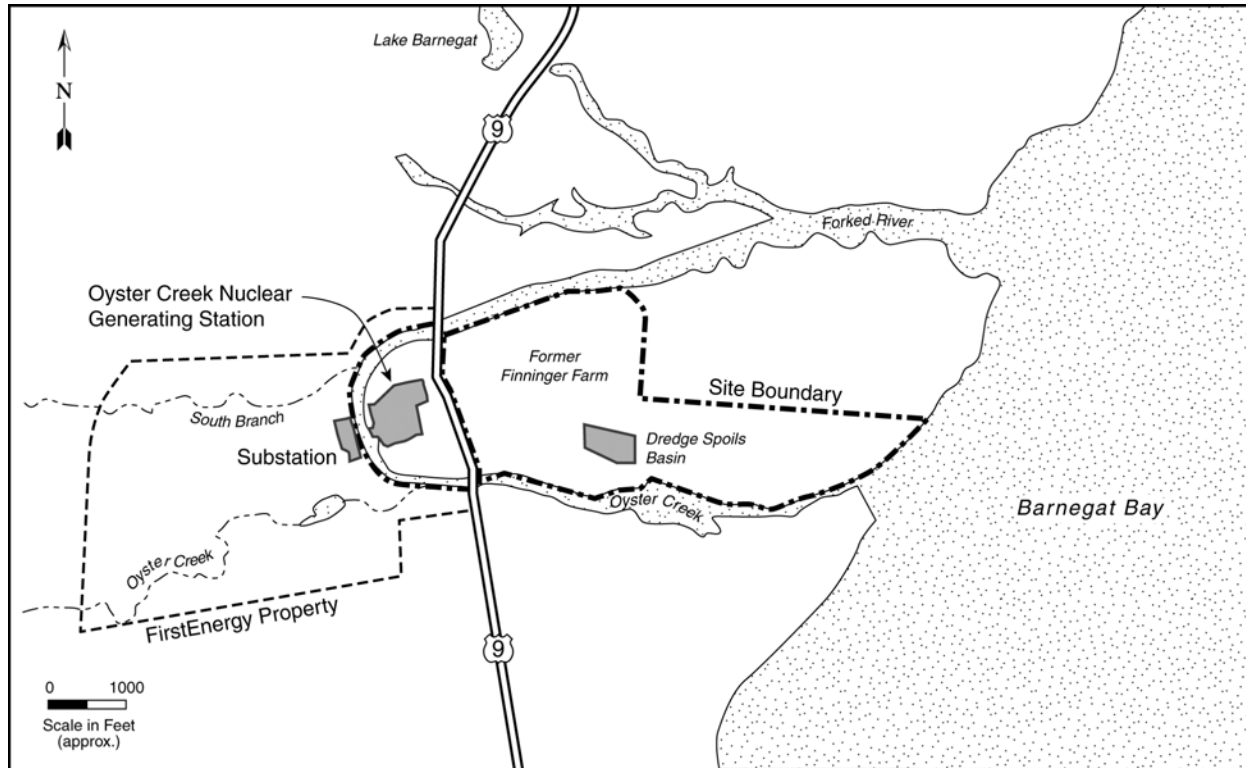 Lake Barnegat
N
9
Forked River
Oyster Creek Nuclear
Generating Station
Former
Finninger Farm
Site Boundary
South Branch
Substation
Dredge Spoils
Basin
Oyster Creek
Barnegat Bay
Oyster Creek
FirstEnergy Property
9
0 1000
Scale in Feet
(approx.)